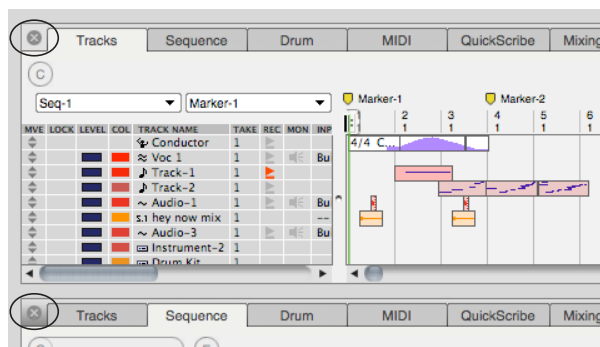 Tracks Sequence Drum MIDI QuickScribe Mixing
C
Seq-1 Marker-1 Marker-1 Marker-2
1 2 3 4 5 6
1 1 1 1 1 1
MVE LOCK LEVEL COL TRACK NAME TAKE REC MON INP
Conductor 1 4/4 C...
Voc 1 1 Bu
Track-1 1
Track-2 1
Audio-1 1 Bu
5.1 hey now mix 1 --
Audio-3 1 Bu
Instrument-2 1
Drum Kit
Tracks Sequence Drum MIDI QuickScribe Mixing